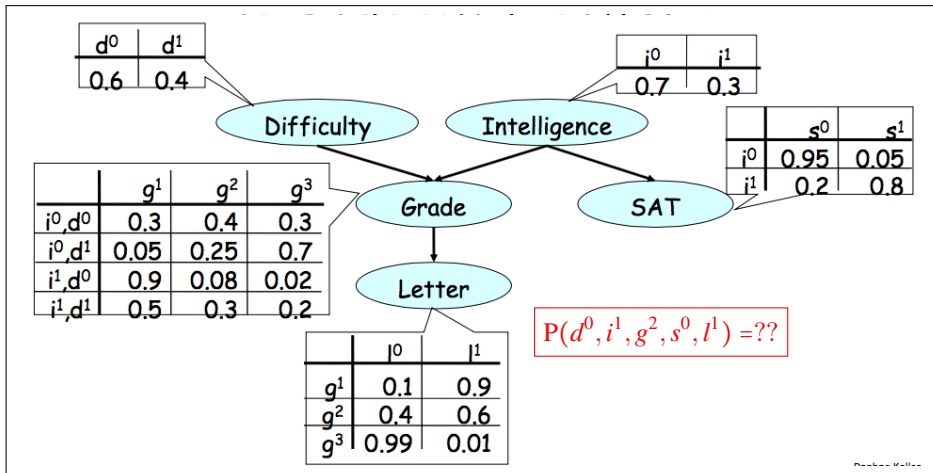 d⁰ d¹
0.6 0.4
i⁰ i¹
0.7 0.3
Difficulty
Intelligence
s⁰ s¹
i⁰ 0.95 0.05
i¹ 0.2 0.8
g¹ g² g³
i⁰,d⁰ 0.3 0.4 0.3
i⁰,d¹ 0.05 0.25 0.7
i¹,d⁰ 0.9 0.08 0.02
i¹,d¹ 0.5 0.3 0.2
Grade
SAT
Letter
P(d⁰, i¹, g², s⁰, l¹) =??
l⁰ l¹
g¹ 0.1 0.9
g² 0.4 0.6
g³ 0.99 0.01